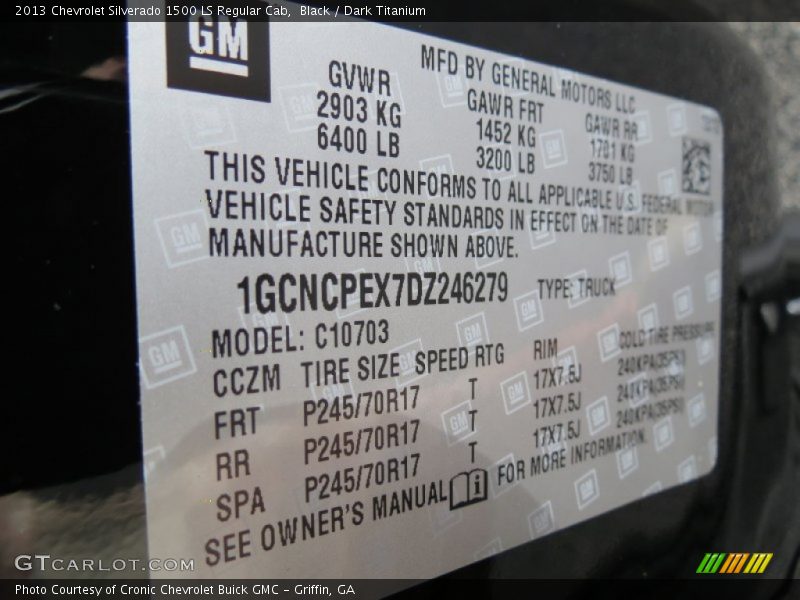 2013 Chevrolet Silverado 1500 LS Regular Cab, Black / Dark Titanium
GM
MFD BY GENERAL MOTORS LLC
GVWR GAWR FRT GAWR RR
2903 KG 1452 KG 1701 KG
6400 LB 3200 LB 3750 LB
THIS VEHICLE CONFORMS TO ALL APPLICABLE U.S. FEDERAL MOTOR
VEHICLE SAFETY STANDARDS IN EFFECT ON THE DATE OF
MANUFACTURE SHOWN ABOVE.
1GCNCPEX7DZ246279 TYPE: TRUCK
MODEL: C10703
CCZM TIRE SIZE SPEED RTG RIM COLD TIRE PRESSURE
FRT P245/70R17 T 17X7.5J 240KPA(35PSI)
RR P245/70R17 T 17X7.5J 240KPA(35PSI)
SPA P245/70R17 T 17X7.5J 240KPA(35PSI)
SEE OWNER'S MANUAL FOR MORE INFORMATION.
GTCARLOT.COM
Photo Courtesy of Cronic Chevrolet Buick GMC – Griffin, GA